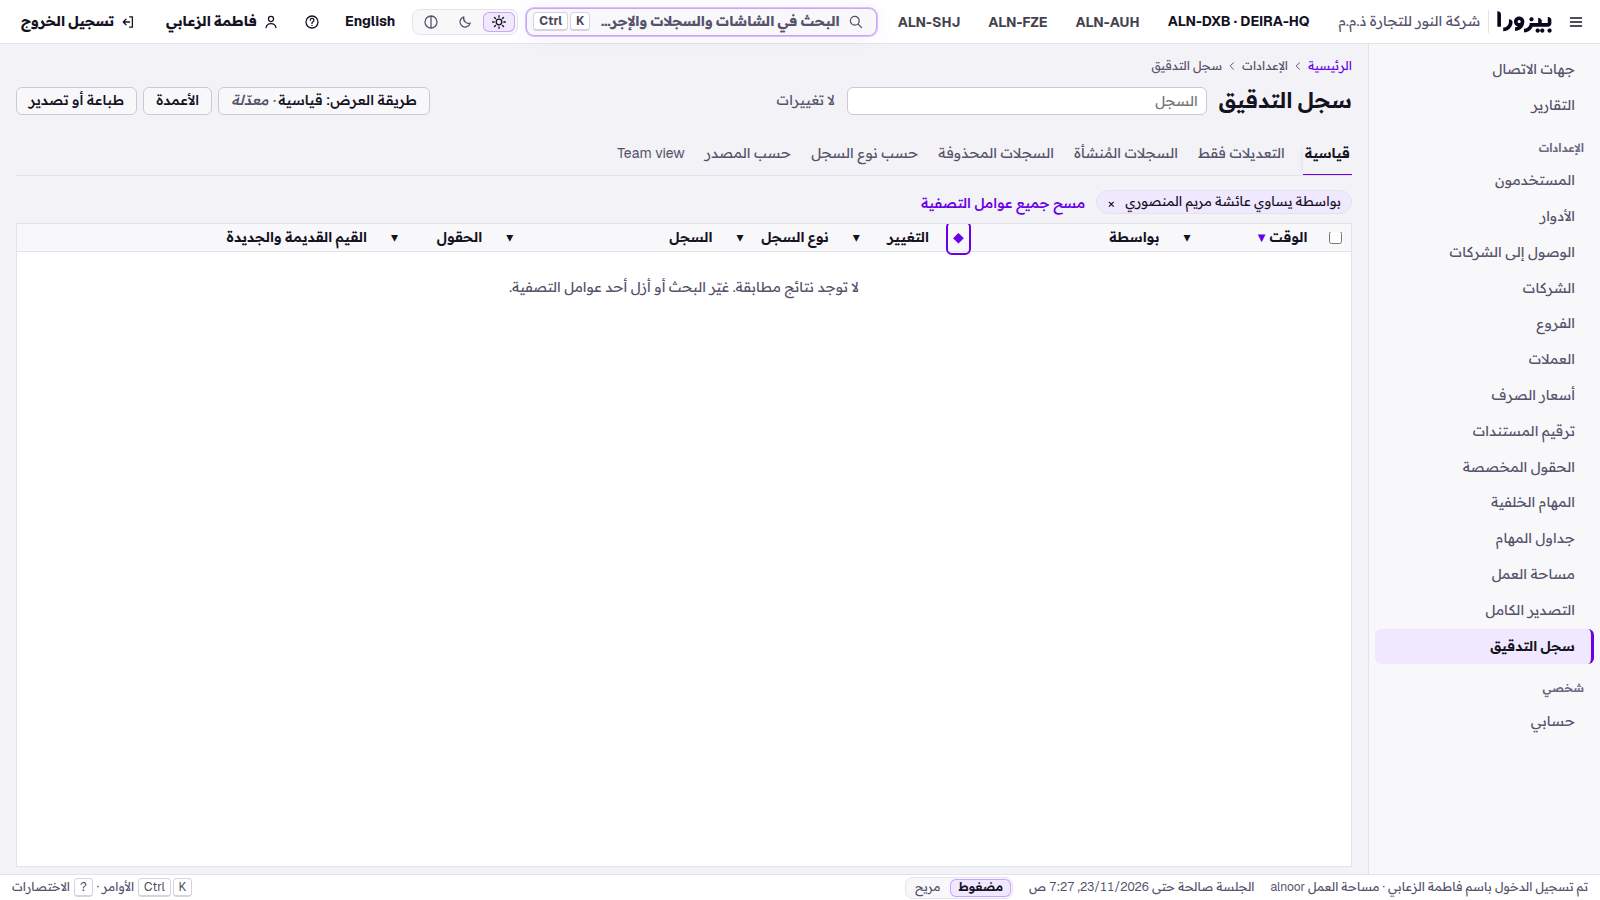 بيزورا شركة النور للتجارة ذ.م.م ALN-DXB · DEIRA-HQ ALN-AUH ALN-FZE ALN-SHJ البحث في الشاشات والسجلات والإجر... Ctrl K English فاطمة الزعابي تسجيل الخروج
جهات الاتصال
التقارير
الإعدادات
المستخدمون
الأدوار
الوصول إلى الشركات
الشركات
الفروع
العملات
أسعار الصرف
ترقيم المستندات
الحقول المخصصة
المهام الخلفية
جداول المهام
مساحة العمل
التصدير الكامل
سجل التدقيق
شخصي
حسابي
الرئيسية › الإعدادات › سجل التدقيق
سجل التدقيق السجل لا تغييرات طريقة العرض: قياسية · معدّلة الأعمدة طباعة أو تصدير
قياسية التعديلات فقط السجلات المُنشأة السجلات المحذوفة حسب نوع السجل حسب المصدر Team view
بواسطة يساوي عائشة مريم المنصوري × مسح جميع عوامل التصفية
الوقت ▼ بواسطة ▼ التغيير ◆ نوع السجل ▼ السجل ▼ الحقول ▼ القيم القديمة والجديدة ▼
لا توجد نتائج مطابقة. غيّر البحث أو أزل أحد عوامل التصفية.
تم تسجيل الدخول باسم فاطمة الزعابي · مساحة العمل alnoor الجلسة صالحة حتى 23/11/2026, 7:27 ص مضغوط مريح Ctrl K الأوامر · ? الاختصارات